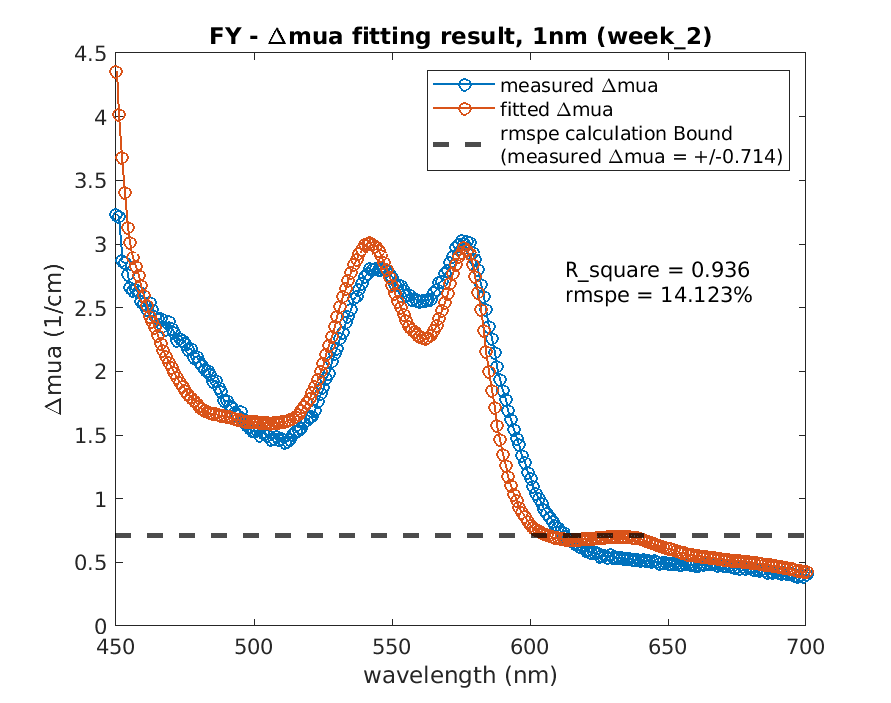 FY - Δmua fitting result, 1nm (week_2)
4.5
4
3.5
3
2.5
2
1.5
1
0.5
0
450
500
550
600
650
700
Δmua (1/cm)
wavelength (nm)
measured Δmua
fitted Δmua
rmspe calculation Bound
(measured Δmua = +/-0.714)
R_square = 0.936
rmspe = 14.123%